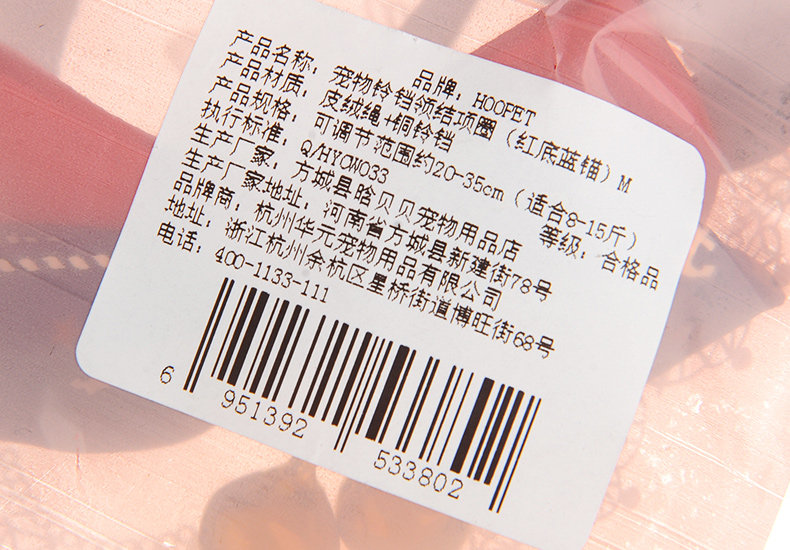 品牌：HOOPET
产品名称：宠物铃铛领结项圈（红底蓝锚）M
产品材质：皮绒绳+铜铃铛
产品规格：可调节范围约20-35cm（适合8-15斤）
执行标准：Q/HYCW033 等级：合格品
生产厂家：方城县晗贝贝宠物用品店
生产厂家地址：河南省方城县新建街78号
品牌商：杭州华元宠物用品有限公司
地址：浙江杭州余杭区星桥街道博旺街68号
电话：400-1133-111
6 951392 533802